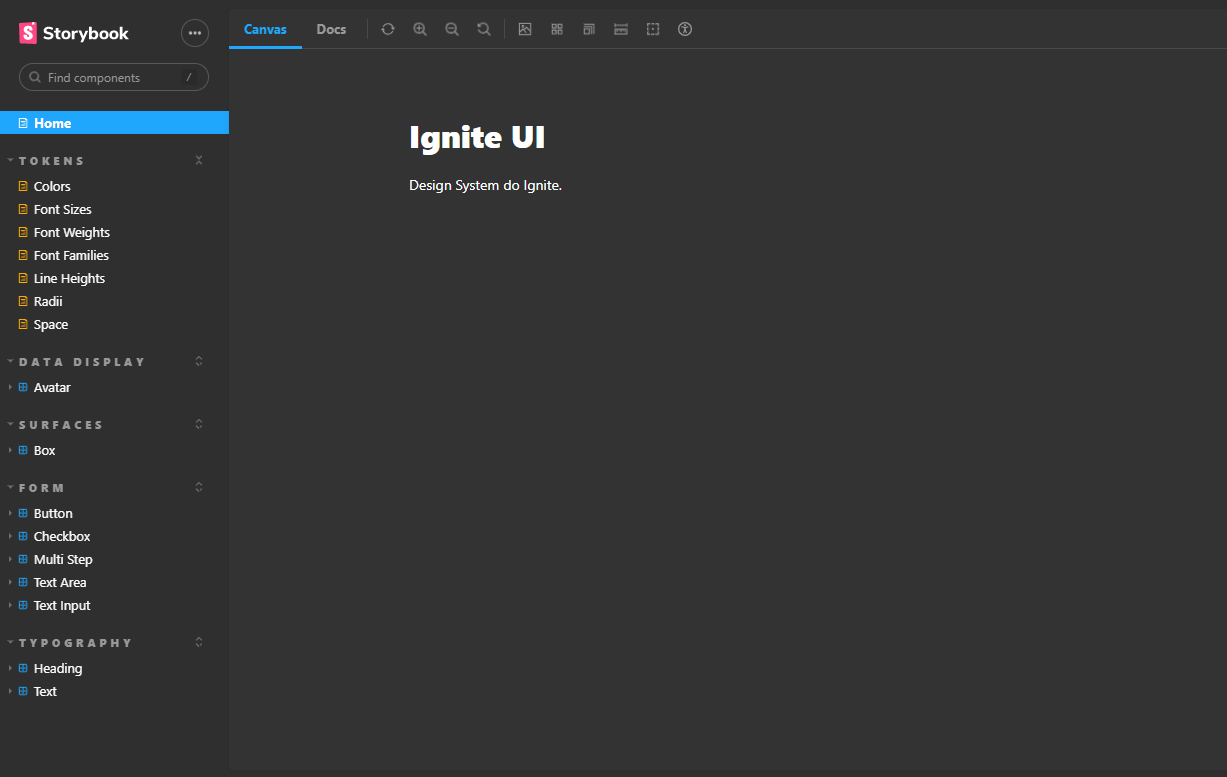 Storybook
Find components /
Home
TOKENS
Colors
Font Sizes
Font Weights
Font Families
Line Heights
Radii
Space
DATA DISPLAY
Avatar
SURFACES
Box
FORM
Button
Checkbox
Multi Step
Text Area
Text Input
TYPOGRAPHY
Heading
Text
Canvas Docs
Ignite UI
Design System do Ignite.